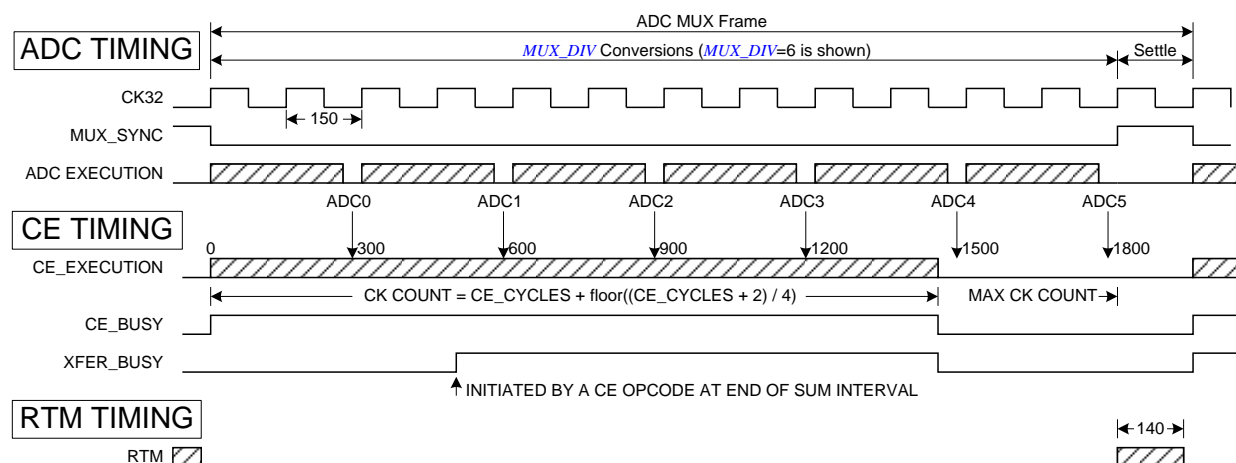 ADC MUX Frame
ADC TIMING
MUX_DIV Conversions (MUX_DIV=6 is shown)
Settle
CK32
150
MUX_SYNC
ADC EXECUTION
ADC0 ADC1 ADC2 ADC3 ADC4 ADC5
CE TIMING
0 300 600 900 1200 1500 1800
CE_EXECUTION
CK COUNT = CE_CYCLES + floor((CE_CYCLES + 2) / 4)
MAX CK COUNT
CE_BUSY
XFER_BUSY
INITIATED BY A CE OPCODE AT END OF SUM INTERVAL
RTM TIMING
140
RTM